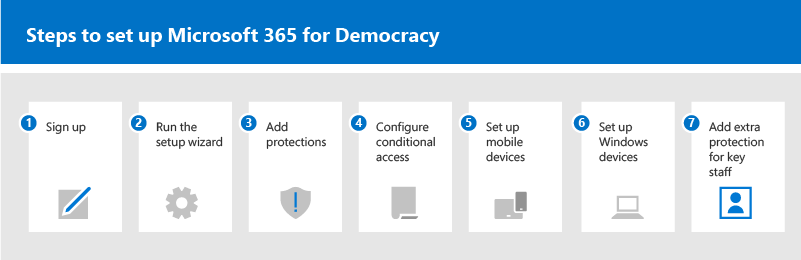 Steps to set up Microsoft 365 for Democracy
1
Sign up
2
Run the
setup wizard
3
Add
protections
4
Configure
conditional
access
5
Set up
mobile
devices
6
Set up
Windows
devices
7
Add extra
protection
for key
staff